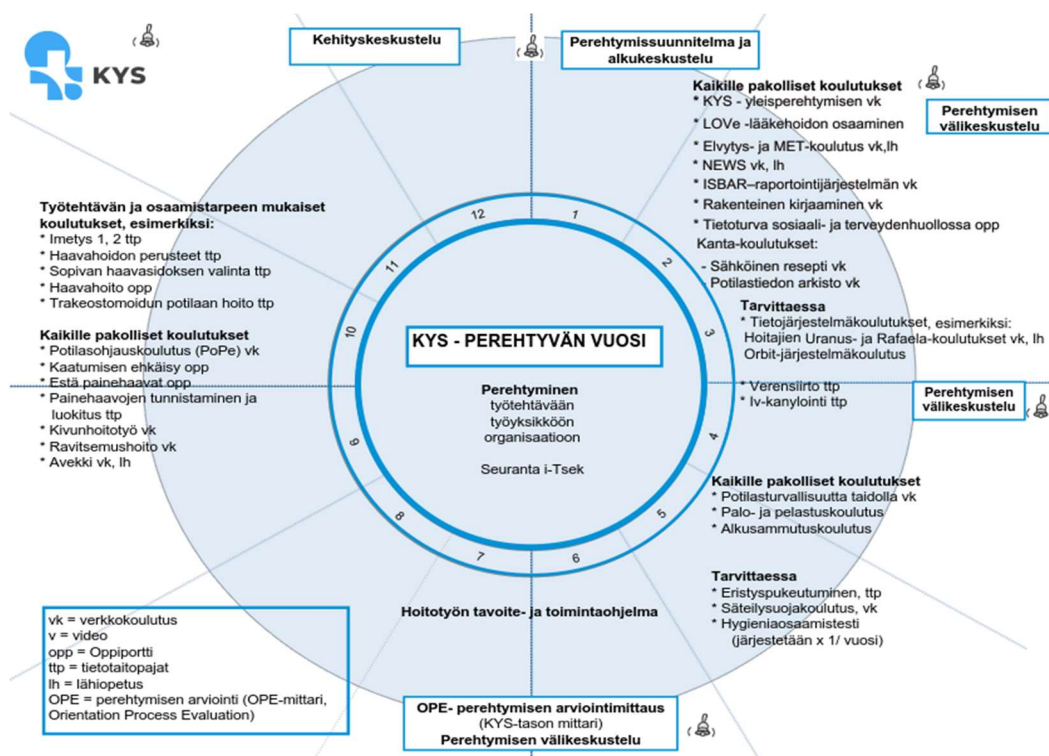 KYS
Kehityskeskustelu
Perehtymissuunnitelma ja
alkukeskustelu
Kaikille pakolliset koulutukset
* KYS - yleisperehtymisen vk
* LOVe -lääkehoidon osaaminen
* Elvytys- ja MET-koulutus vk,lh
* NEWS vk, lh
* ISBAR–raportointijärjestelmän vk
* Rakenteinen kirjaaminen vk
* Tietoturva sosiaali- ja terveydenhuollossa opp
Kanta-koulutukset:
- Sähköinen resepti vk
- Potilastiedon arkisto vk
Perehtymisen
välikeskustelu
Tarvittaessa
* Tietojärjestelmäkoulutukset, esimerkiksi:
Hoitajien Uranus- ja Rafaela-koulutukset vk, lh
Orbit-järjestelmäkoulutus
* Verensiirto ttp
* Iv-kanylointi ttp
Perehtymisen
välikeskustelu
Kaikille pakolliset koulutukset
* Potilasturvallisuutta taidolla vk
* Palo- ja pelastuskoulutus
* Alkusammutuskoulutus
Tarvittaessa
* Eristyspukeutuminen, ttp
* Säteilysuojakoulutus, vk
* Hygieniaosaamistesti
(järjestetään x 1/ vuosi)
1
2
3
4
5
6
7
8
9
10
11
12
KYS - PEREHTYVÄN VUOSI
Perehtyminen
työtehtävään
työyksikköön
organisaatioon
Seuranta i-Tsek
Hoitotyön tavoite- ja toimintaohjelma
OPE- perehtymisen arviointimittaus
(KYS-tason mittari)
Perehtymisen välikeskustelu
Työtehtävän ja osaamistarpeen mukaiset
koulutukset, esimerkiksi:
* Imetys 1, 2 ttp
* Haavahoidon perusteet ttp
* Sopivan haavasidoksen valinta ttp
* Haavahoito opp
* Trakeostomoidun potilaan hoito ttp
Kaikille pakolliset koulutukset
* Potilasohjauskoulutus (PoPe) vk
* Kaatumisen ehkäisy opp
* Estä painehaavat opp
* Painehaavojen tunnistaminen ja
luokitus ttp
* Kivunhoitotyö vk
* Ravitsemushoito vk
* Avekki vk, lh
vk = verkkokoulutus
v = video
opp = Oppiportti
ttp = tietotaitopajat
lh = lähiopetus
OPE = perehtymisen arviointi (OPE-mittari,
Orientation Process Evaluation)